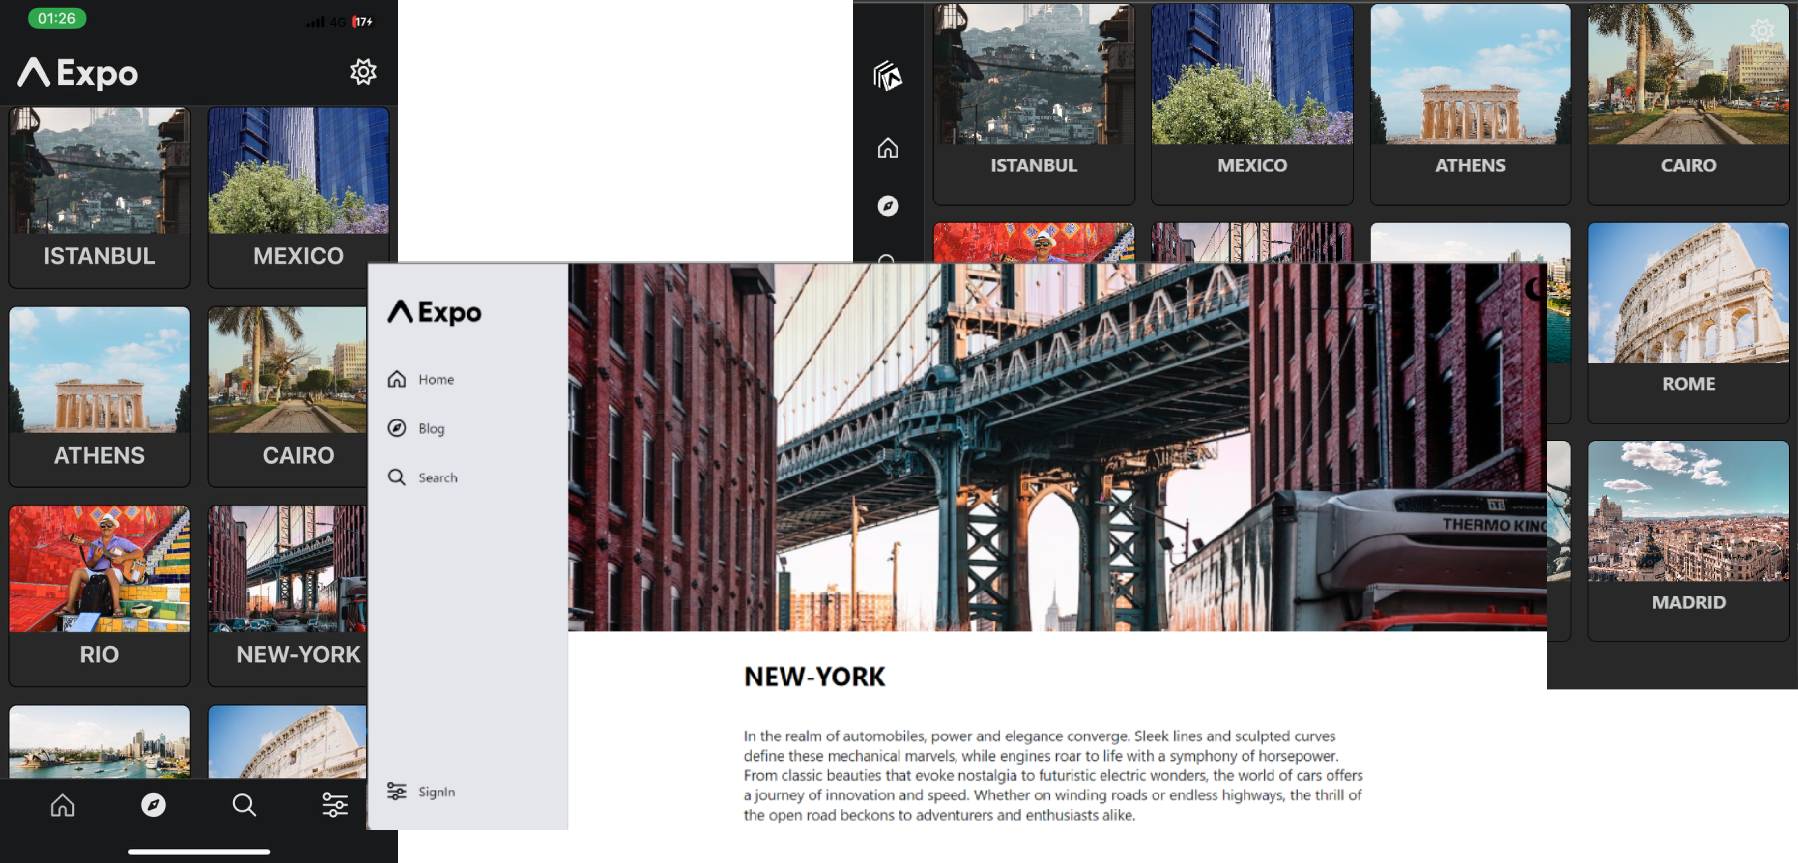 01:26
4G 17
Expo
ISTANBUL
MEXICO
ATHENS
CAIRO
RIO
NEW-YORK
ISTANBUL
MEXICO
ATHENS
CAIRO
ROME
MADRID
Expo
Home
Blog
Search
SignIn
THERMO KING
NEW-YORK
In the realm of automobiles, power and elegance converge. Sleek lines and sculpted curves
define these mechanical marvels, while engines roar to life with a symphony of horsepower.
From classic beauties that evoke nostalgia to futuristic electric wonders, the world of cars offers
a journey of innovation and speed. Whether on winding roads or endless highways, the thrill of
the open road beckons to adventurers and enthusiasts alike.